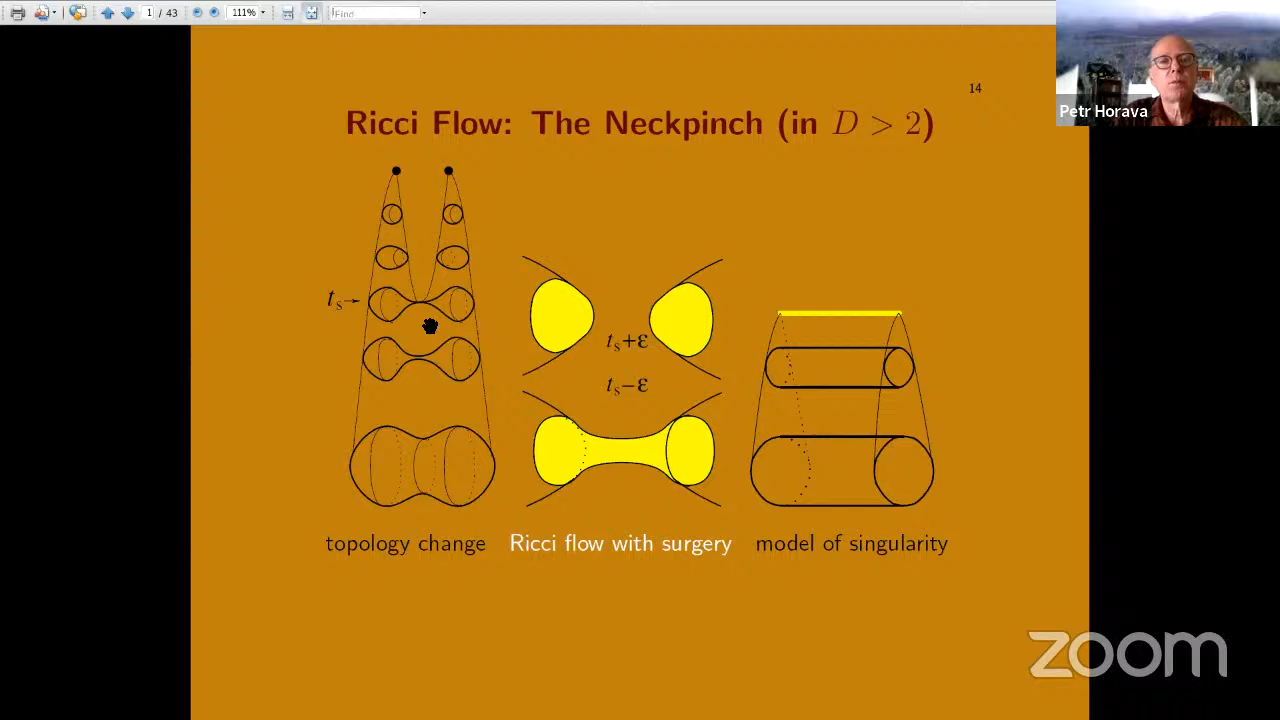 1 / 43
111%
Find
Petr Horava
14
Ricci Flow: The Neckpinch (in D > 2)
tₛ→
tₛ+ε
tₛ−ε
topology change
Ricci flow with surgery
model of singularity
zoom